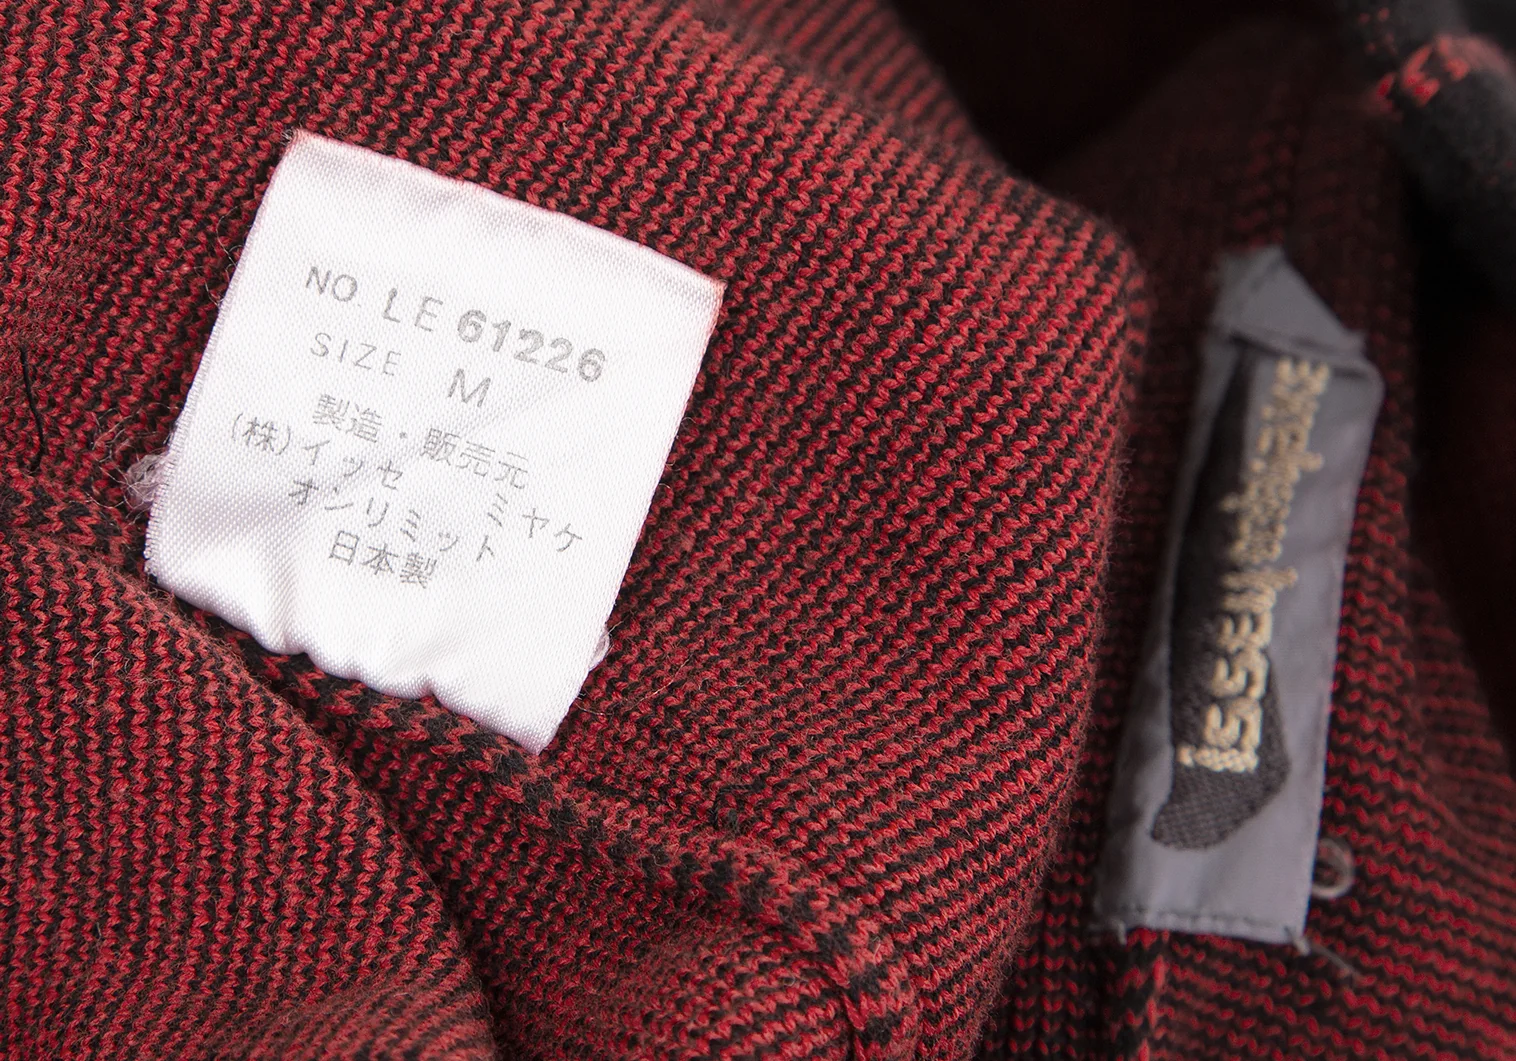 NO. LE 61226
SIZE M
製造・販売元
(株)イッセ ミヤケ
オンリミット
日本製